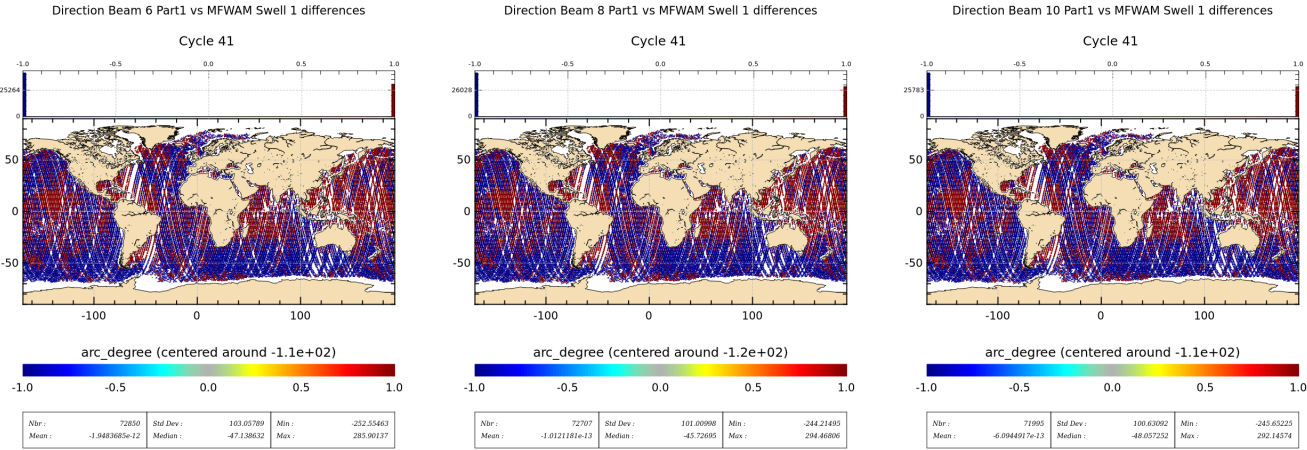 Direction Beam 6 Part1 vs MFWAM Swell 1 differences
Cycle 41
-1.0 -0.5 0.0 0.5 1.0
25264
0
50
0
-50
-100 0 100
arc_degree (centered around -1.1e+02)
-1.0 -0.5 0.0 0.5 1.0
Nbr : 72850 Std Dev : 103.05789 Min : -252.55463
Mean : -1.9483685e-12 Median : -47.138632 Max : 285.90137
Direction Beam 8 Part1 vs MFWAM Swell 1 differences
Cycle 41
-1.0 -0.5 0.0 0.5 1.0
26028
0
50
0
-50
-100 0 100
arc_degree (centered around -1.2e+02)
-1.0 -0.5 0.0 0.5 1.0
Nbr : 72707 Std Dev : 101.00998 Min : -244.21495
Mean : -1.0121181e-13 Median : -45.72695 Max : 294.46806
Direction Beam 10 Part1 vs MFWAM Swell 1 differences
Cycle 41
-1.0 -0.5 0.0 0.5 1.0
25783
0
50
0
-50
-100 0 100
arc_degree (centered around -1.1e+02)
-1.0 -0.5 0.0 0.5 1.0
Nbr : 71995 Std Dev : 100.63092 Min : -245.65225
Mean : -6.0944917e-13 Median : -48.057252 Max : 292.14574